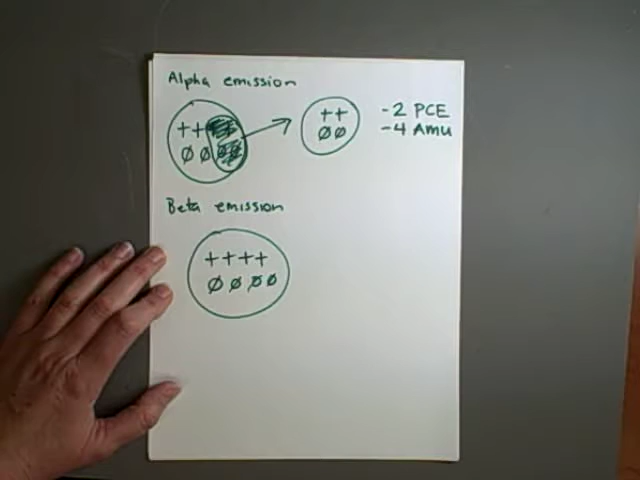 Alpha emission
++ ++ -2 PCE
ØØ ØØ -4 Amu
Beta emission
++++
ØØØØ